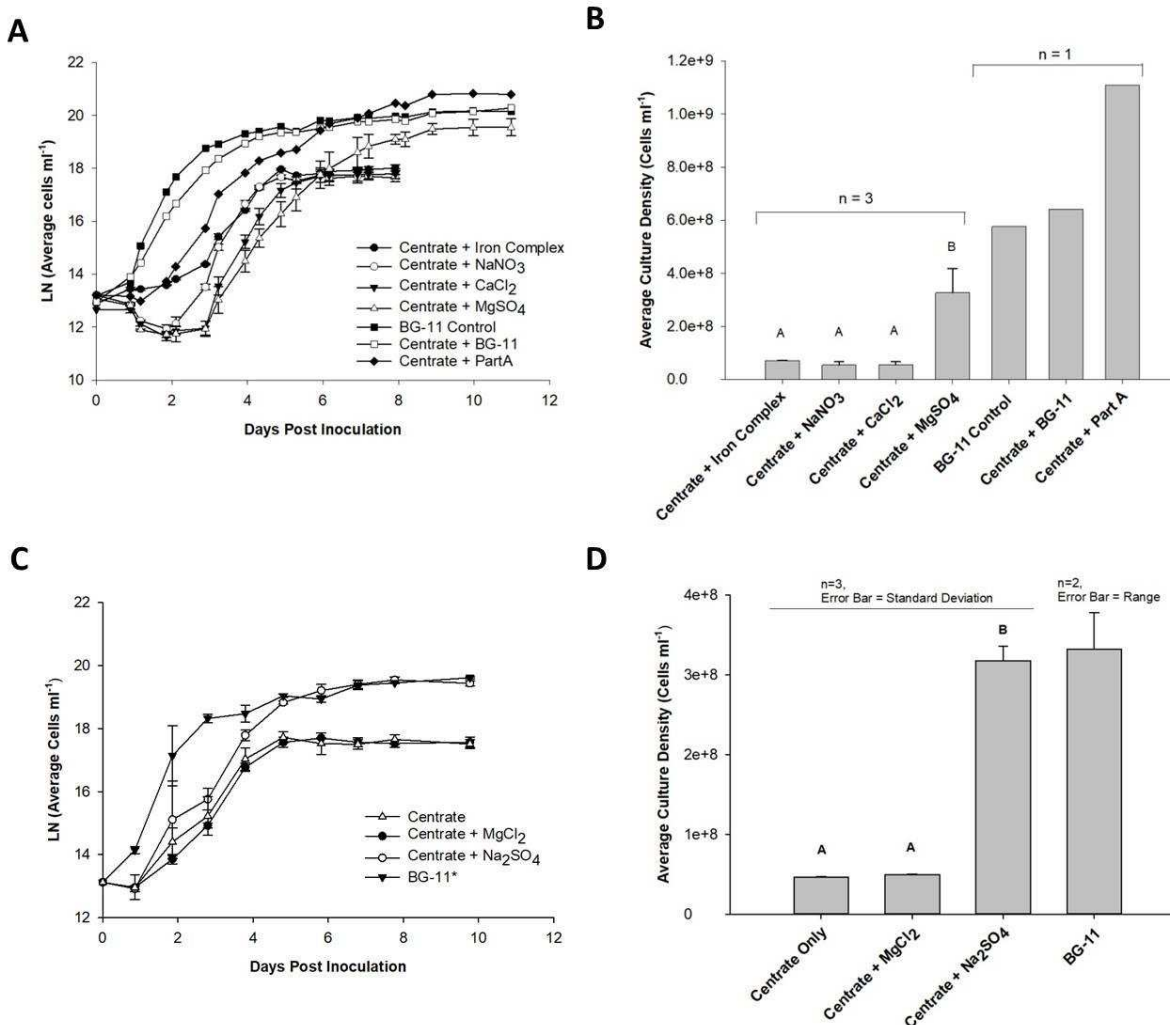 A
LN (Average cells ml-1)
22
20
18
16
14
12
10
Centrate + Iron Complex
Centrate + NaNO3
Centrate + CaCl2
Centrate + MgSO4
BG-11 Control
Centrate + BG-11
Centrate + PartA
0 2 4 6 8 10 12
Days Post Inoculation
B
Average Culture Density (Cells ml-1)
1.2e+9
1.0e+9
8.0e+8
6.0e+8
4.0e+8
2.0e+8
0.0
n = 1
n = 3
A A A B
Centrate + Iron Complex
Centrate + NaNO3
Centrate + CaCl2
Centrate + MgSO4
BG-11 Control
Centrate + BG-11
Centrate + Part A
C
LN (Average Cells ml-1)
22
20
18
16
14
12
Centrate
Centrate + MgCl2
Centrate + Na2SO4
BG-11*
0 2 4 6 8 10 12
Days Post Inoculation
D
Average Culture Density (Cells ml-1)
4e+8
3e+8
2e+8
1e+8
0
n=3,
Error Bar = Standard Deviation
n=2,
Error Bar = Range
A A B
Centrate Only
Centrate + MgCl2
Centrate + Na2SO4
BG-11